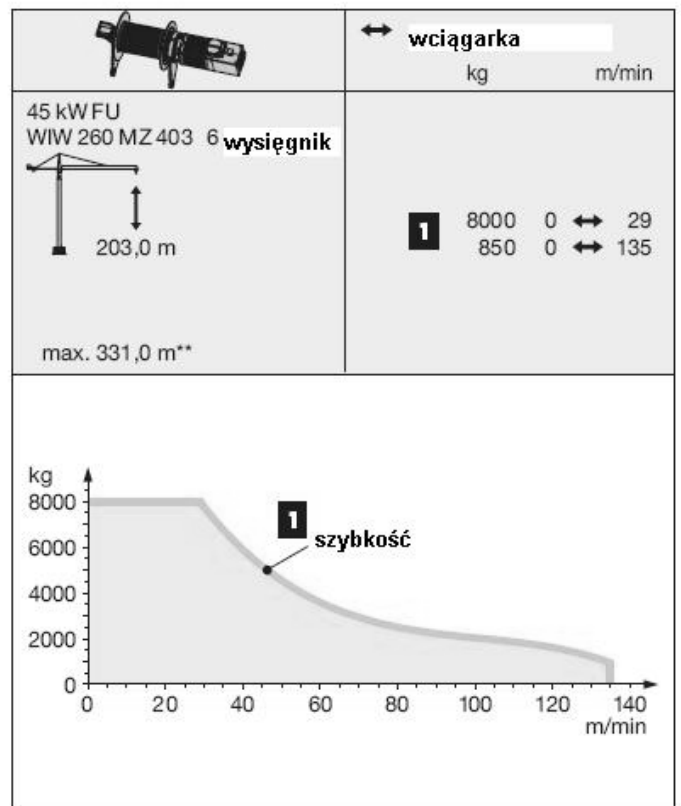 wciągarka
kg m/min
45 kW FU
WIW 260 MZ 403 6 wysięgnik
203,0 m
max. 331,0 m**
1 8000 0 ↔ 29
850 0 ↔ 135
kg
8000
6000
4000
2000
0
1
szybkość
0 20 40 60 80 100 120 140
m/min